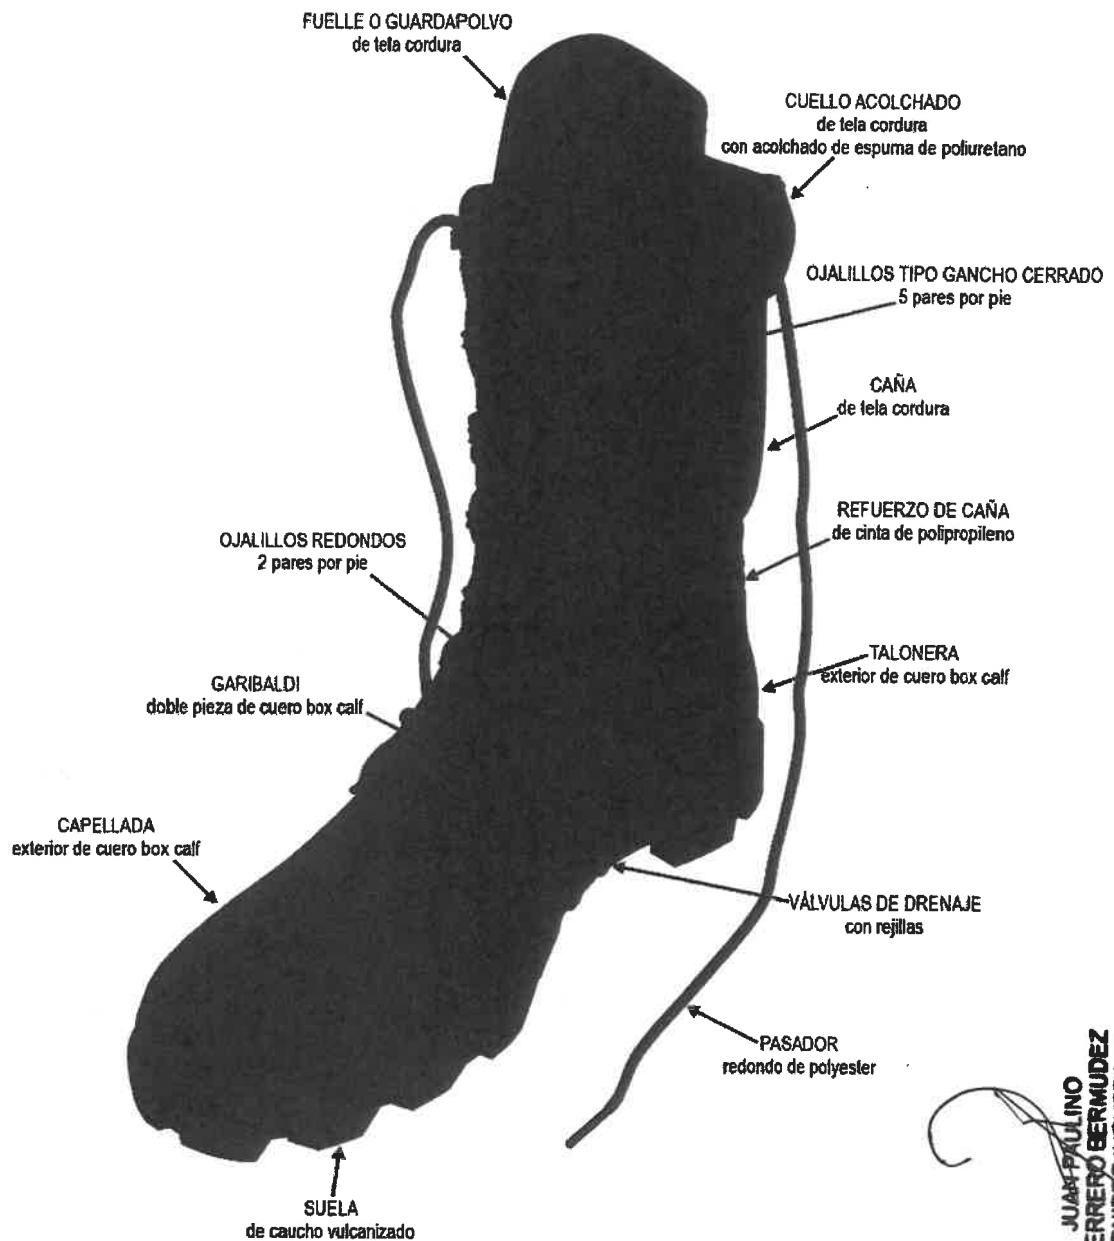 FUELLE O GUARDAPOLVO
de tela cordura
CUELLO ACOLCHADO
de tela cordura
con acolchado de espuma de poliuretano
OJALILLOS TIPO GANCHO CERRADO
5 pares por pie
CAÑA
de tela cordura
REFUERZO DE CAÑA
de cinta de polipropileno
OJALILLOS REDONDOS
2 pares por pie
TALONERA
exterior de cuero box calf
GARIBALDI
doble pieza de cuero box calf
CAPELLADA
exterior de cuero box calf
VÁLVULAS DE DRENAJE
con rejillas
PASADOR
redondo de polyester
SUELA
de caucho vulcanizado
JUAN PAULINO
ERRERO BERMUDEZ